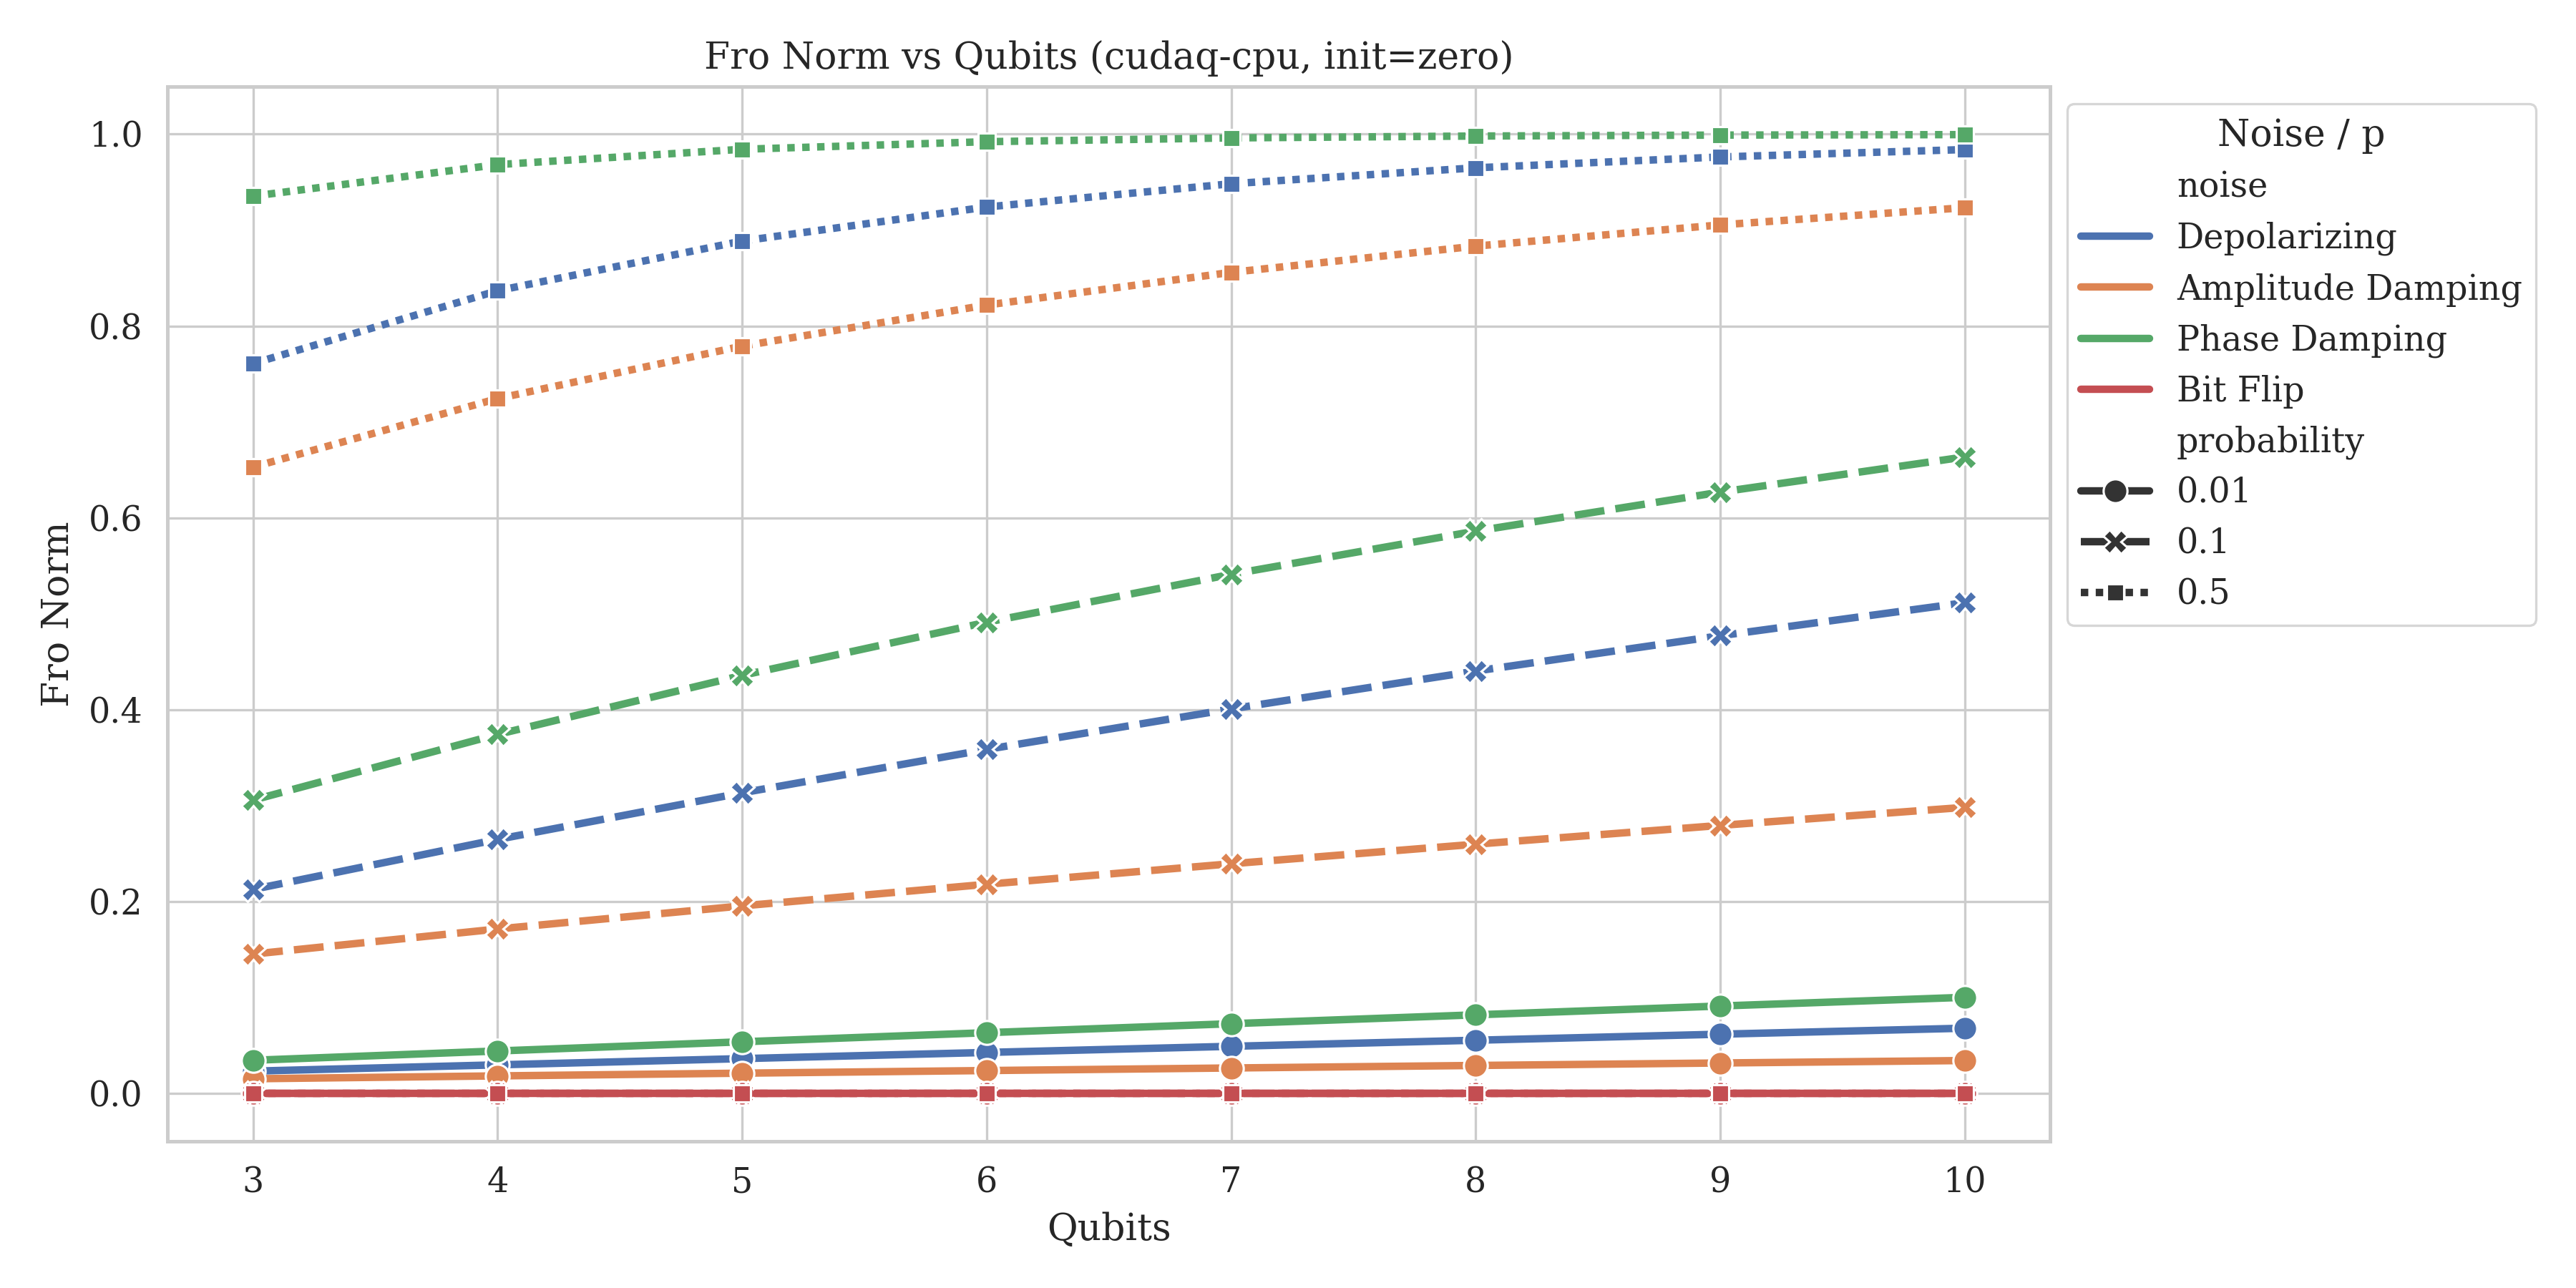 Fro Norm vs Qubits (cudaq-cpu, init=zero)
Fro Norm
1.0
0.8
0.6
0.4
0.2
0.0
3 4 5 6 7 8 9 10
Qubits
Noise / p
noise
Depolarizing
Amplitude Damping
Phase Damping
Bit Flip
probability
0.01
0.1
0.5